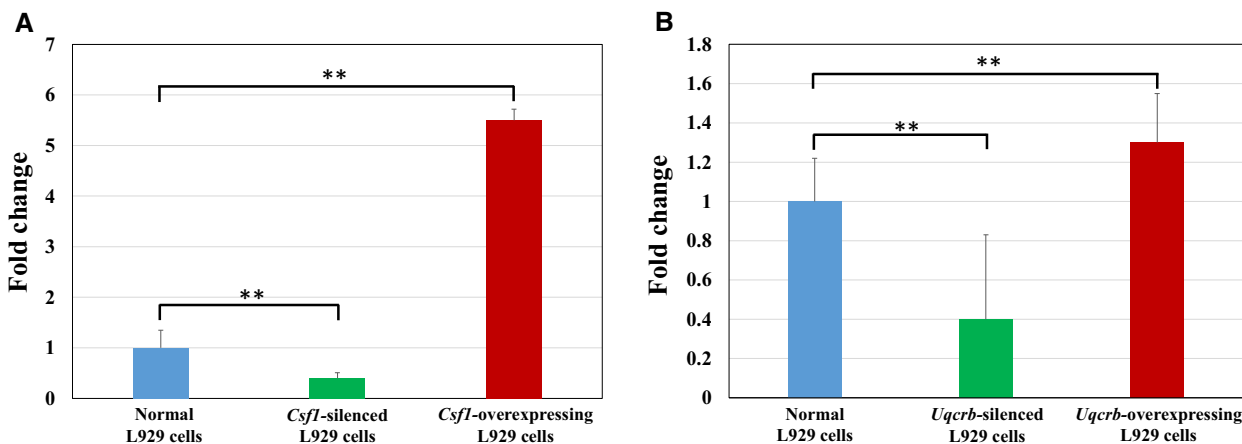 A
Fold change
7
6
5
4
3
2
1
0
**
**
Normal
L929 cells
Csf1-silenced
L929 cells
Csf1-overexpressing
L929 cells
B
Fold change
1.8
1.6
1.4
1.2
1
0.8
0.6
0.4
0.2
0
**
**
Normal
L929 cells
Uqcrb-silenced
L929 cells
Uqcrb-overexpressing
L929 cells